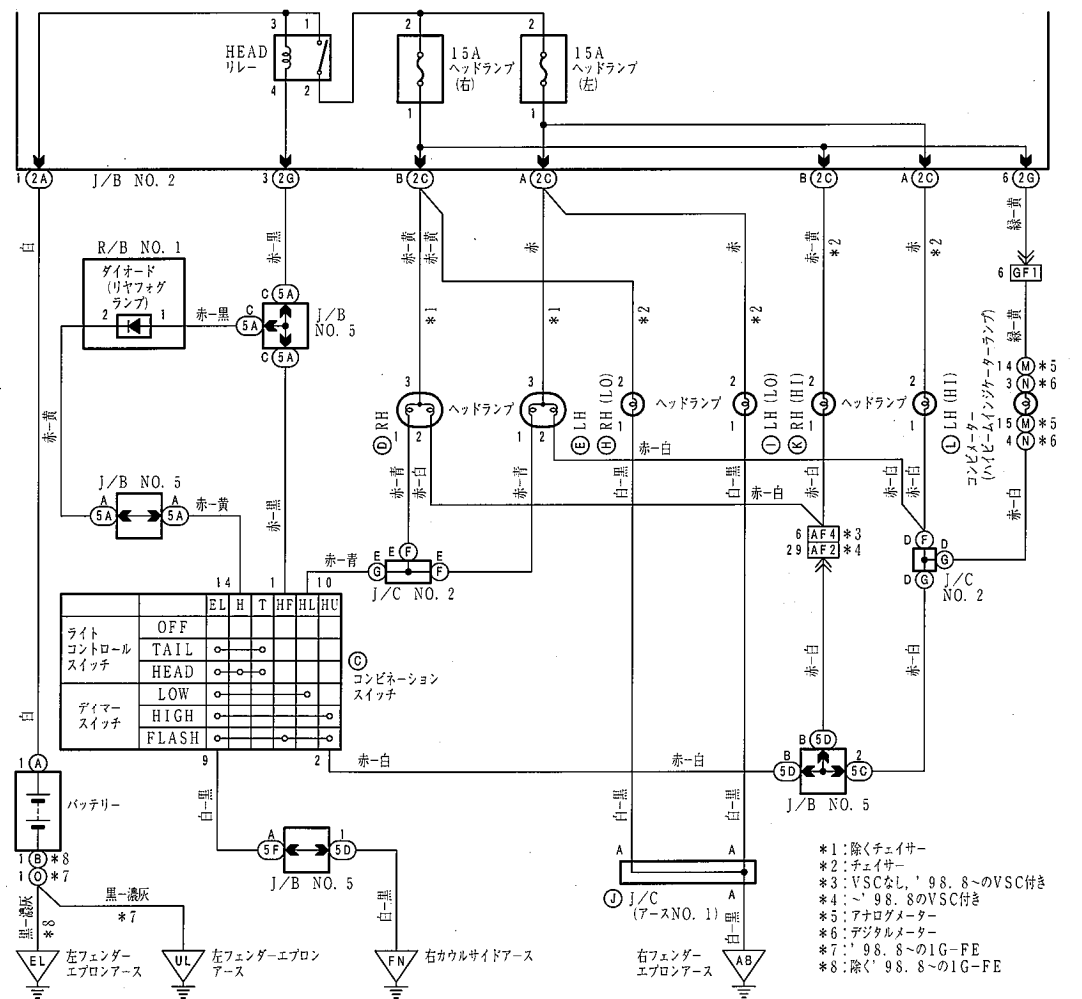 3 1
2 2
HEAD
リレー
15A
ヘッドランプ
(右)
15A
ヘッドランプ
(左)
4 2 1 1
1 2A
J/B NO. 2
3 2G
B 2C
A 2C
B 2C
A 2C
6 2G
白
赤−黒
赤−黄
赤−黄
赤
赤
赤−黄
*2
赤
*2
緑−黄
R/B NO. 1
ダイオード
(リヤフォグ
ランプ)
2 1
赤−黒
C 5A
C 5A
C 5A
J/B
NO. 5
6 GF1
*1
*1
*2
*2
緑−黄
14 M *5
3 N *6
15 M *5
4 N *6
コンビメーター
(ハイビームインジケーターランプ)
3
1 2
D RH
ヘッドランプ
3
1 2
E LH
2
1
H RH (LO)
ヘッドランプ
2
1
I LH (LO)
K RH (HI)
2
1
ヘッドランプ
2
1
L LH (HI)
赤−黄
J/B NO. 5
A 5A
A 5A
赤−黄
赤−黒
赤−青
赤−白
赤−青
白−黒
白−黒
赤−白
赤−白
赤−白
赤−白
赤−白
赤−白
6 AF4 *3
29 AF2 *4
赤−青
E G
E F
E F
J/C NO. 2
D F
D G
D G
J/C
NO. 2
14 1 10
EL H T HF HL HU
ライト
コントロール
スイッチ
OFF
TAIL
HEAD
ディマー
スイッチ
LOW
HIGH
FLASH
C
コンビネーション
スイッチ
9 2
赤−白
赤−白
赤−白
B 5D
B 5D
2 5C
J/B NO. 5
白
1 A
バッテリー
1 B *8
1 O *7
白−黒
A 5F
1 5D
J/B NO. 5
白−黒
白−黒
白−黒
A A
A
J J/C
(アースNO. 1)
黒−濃灰
*8
黒−濃灰
*7
白−黒
EL
左フェンダー
エプロンアース
UL
左フェンダーエプロン
アース
FN
右カウルサイドアース
右フェンダー
エプロンアース
AB
*1:除くチェイサー
*2:チェイサー
*3:VSCなし,'98.8〜のVSC付き
*4:〜'98.8のVSC付き
*5:アナログメーター
*6:デジタルメーター
*7:'98.8〜の1G-FE
*8:除く'98.8〜の1G-FE